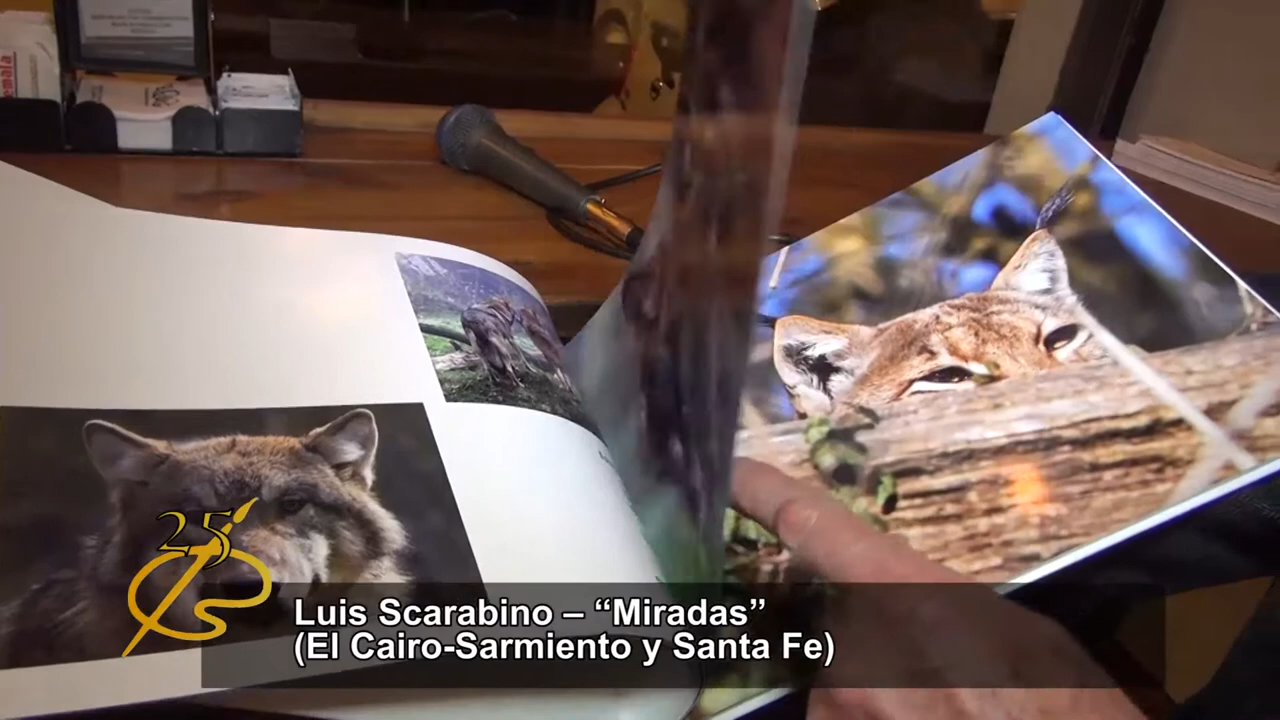 25
Luis Scarabino – “Miradas”
(El Cairo-Sarmiento y Santa Fe)